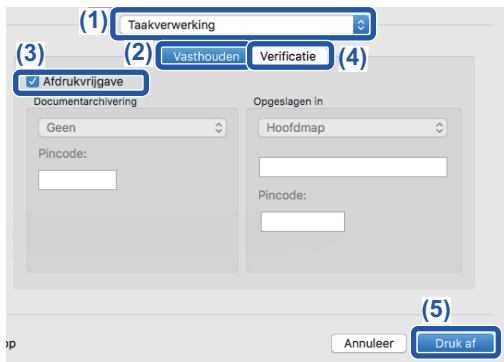 (1) Taakverwerking
(2) Vasthouden Verificatie (4)
(3)
Afdrukvrijgave
Documentarchivering Opgeslagen in
Geen Hoofdmap
Pincode:
Pincode:
(5)
op Annuleer Druk af